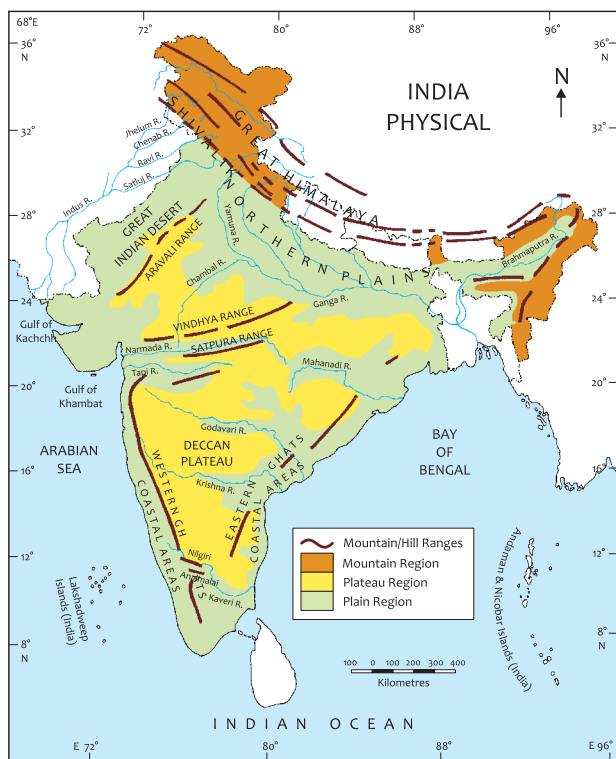 68°E
72°
80°
88°
96°
36°
N
36°
N
INDIA
PHYSICAL
N
32°
32°
28°
28°
24
24°
20°
20°
16°
16°
12°
12°
8°
N
8°
N
GREAT HIMALAYA
SHIVALIK
Jhelum R.
Chenab R.
Ravi R.
Satluj R.
Indus R.
GREAT
INDIAN DESERT
ARAVALI RANGE
Yamuna R.
NORTHERN PLAINS
Brahmaputra R.
Chambal R.
Ganga R.
VINDHYA RANGE
Narmada R.
SATPURA RANGE
Tapi R.
Mahanadi R.
Gulf of
Kachchh
Gulf of
Khambat
ARABIAN
SEA
Godavari R.
DECCAN
PLATEAU
Krishna R.
WESTERN GHATS
COASTAL AREAS
EASTERN GHATS
COASTAL AREAS
BAY
OF
BENGAL
Nilgiri
Anaimalai
Kaveri R.
Lakshadweep
Islands (India)
Andaman & Nicobar Islands (India)
Mountain/Hill Ranges
Mountain Region
Plateau Region
Plain Region
100 0 100 200 300 400
Kilometres
INDIAN OCEAN
E 72°
80°
88°
E 96°